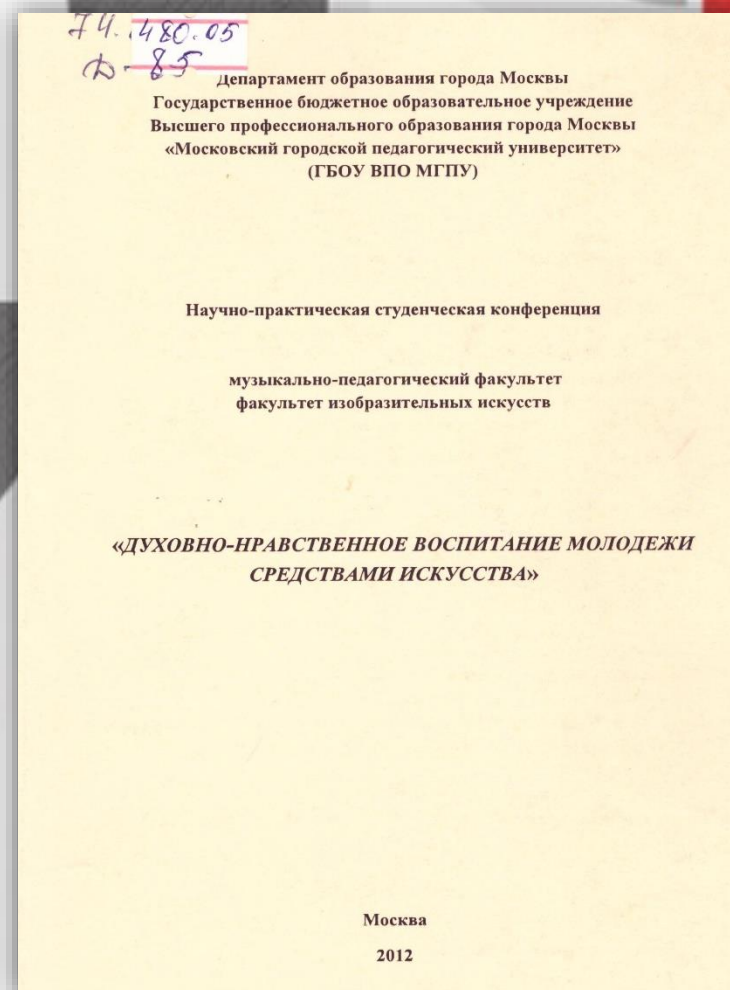 74.480.05
Д-85
Департамент образования города Москвы
Государственное бюджетное образовательное учреждение
Высшего профессионального образования города Москвы
«Московский городской педагогический университет»
(ГБОУ ВПО МГПУ)
Научно-практическая студенческая конференция
музыкально-педагогический факультет
факультет изобразительных искусств
«ДУХОВНО-НРАВСТВЕННОЕ ВОСПИТАНИЕ МОЛОДЕЖИ
СРЕДСТВАМИ ИСКУССТВА»
Москва
2012